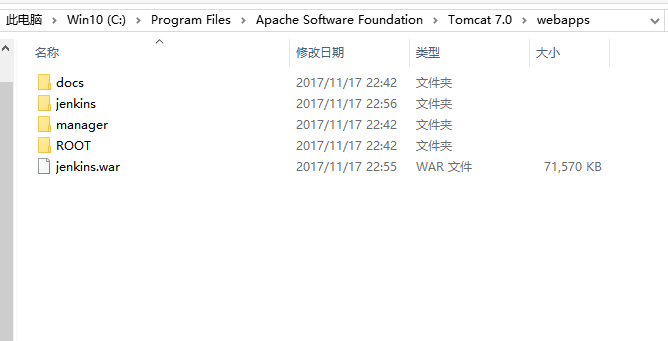 此电脑 > Win10 (C:) > Program Files > Apache Software Foundation > Tomcat 7.0 > webapps
名称 修改日期 类型 大小
docs 2017/11/17 22:42 文件夹
jenkins 2017/11/17 22:56 文件夹
manager 2017/11/17 22:42 文件夹
ROOT 2017/11/17 22:42 文件夹
jenkins.war 2017/11/17 22:55 WAR 文件 71,570 KB